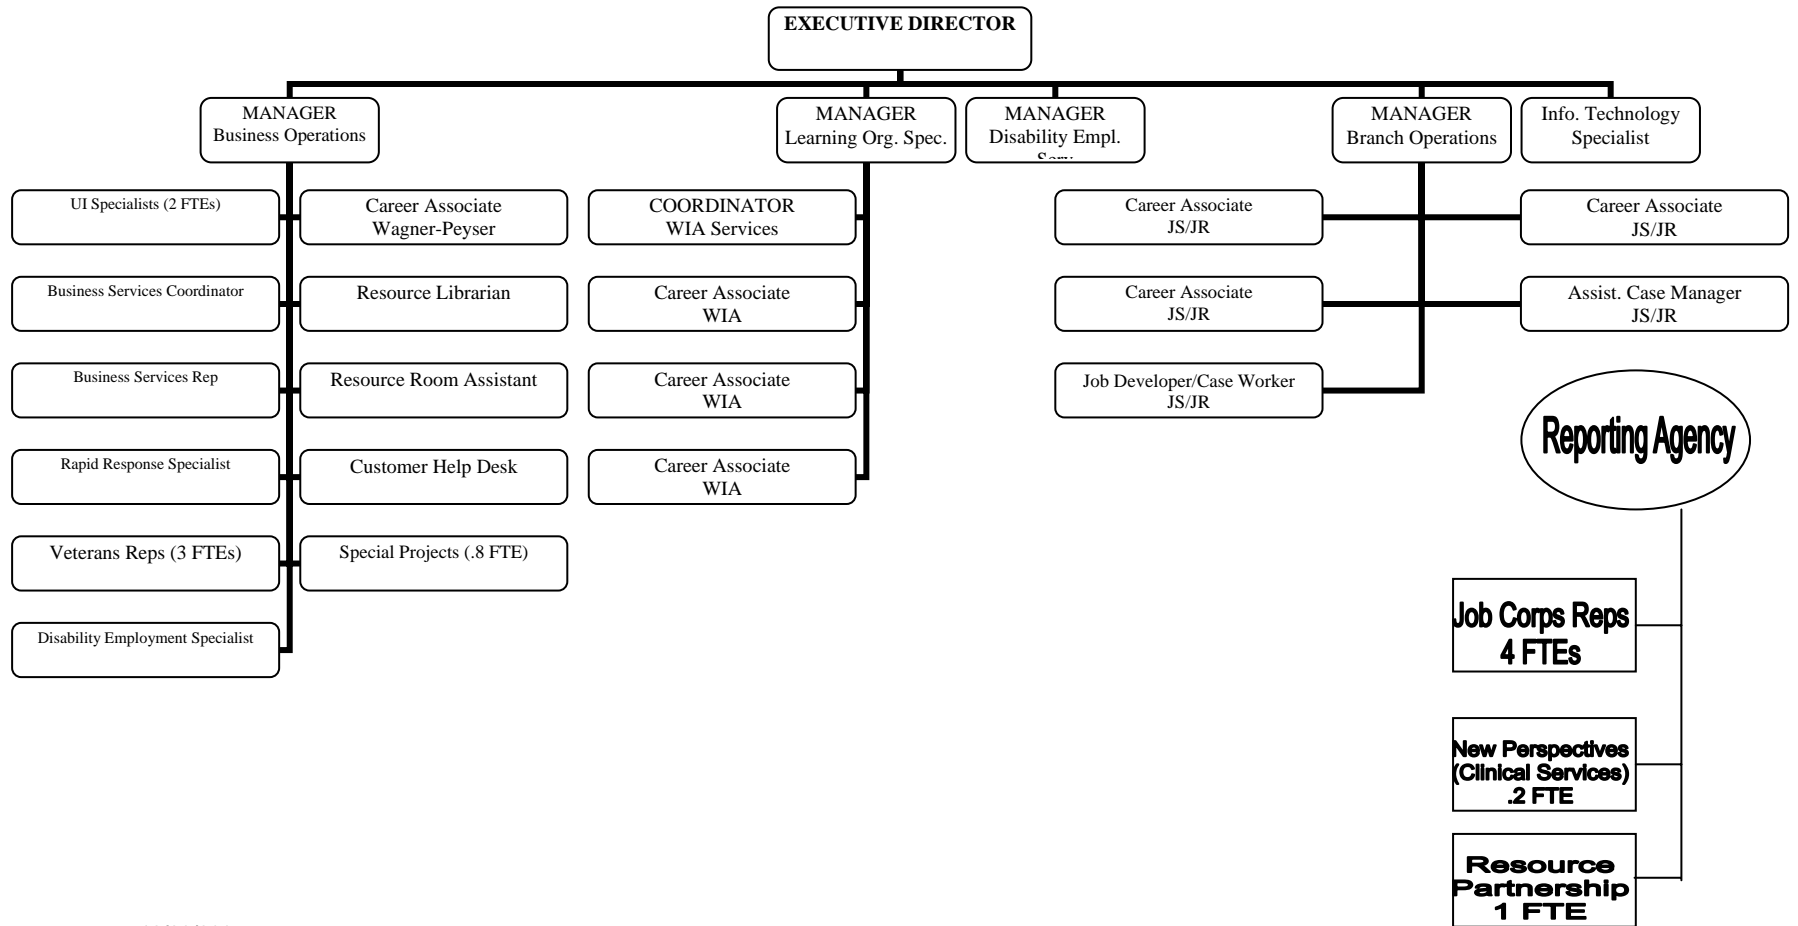 EXECUTIVE DIRECTOR
MANAGER
Business Operations
MANAGER
Learning Org. Spec.
MANAGER
Disability Empl.
MANAGER
Branch Operations
Info. Technology
Specialist
UI Specialists (2 FTEs)
Career Associate
Wagner-Peyser
COORDINATOR
WIA Services
Career Associate
JS/JR
Career Associate
JS/JR
Business Services Coordinator
Resource Librarian
Career Associate
WIA
Career Associate
JS/JR
Assist. Case Manager
JS/JR
Business Services Rep
Resource Room Assistant
Career Associate
WIA
Job Developer/Case Worker
JS/JR
Reporting Agency
Rapid Response Specialist
Customer Help Desk
Career Associate
WIA
Veterans Reps (3 FTEs)
Special Projects (.8 FTE)
Disability Employment Specialist
Job Corps Reps
4 FTEs
New Perspectives
(Clinical Services)
.2 FTE
Resource
Partnership
1 FTE